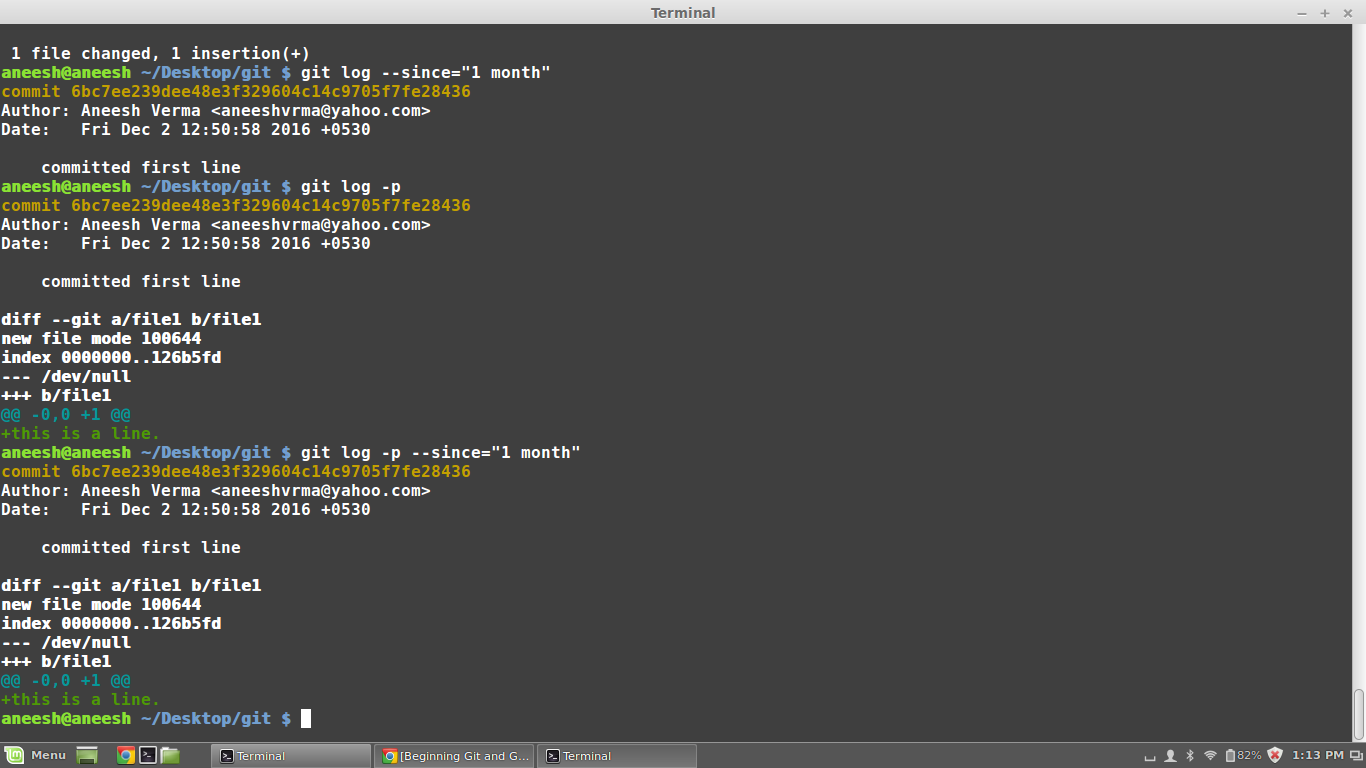 Terminal
 1 file changed, 1 insertion(+)
aneesh@aneesh ~/Desktop/git $ git log --since="1 month"
commit 6bc7ee239dee48e3f329604c14c9705f7fe28436
Author: Aneesh Verma <aneeshvrma@yahoo.com>
Date:   Fri Dec 2 12:50:58 2016 +0530
    committed first line
aneesh@aneesh ~/Desktop/git $ git log -p
commit 6bc7ee239dee48e3f329604c14c9705f7fe28436
Author: Aneesh Verma <aneeshvrma@yahoo.com>
Date:   Fri Dec 2 12:50:58 2016 +0530
    committed first line
diff --git a/file1 b/file1
new file mode 100644
index 0000000..126b5fd
--- /dev/null
+++ b/file1
@@ -0,0 +1 @@
+this is a line.
aneesh@aneesh ~/Desktop/git $ git log -p --since="1 month"
commit 6bc7ee239dee48e3f329604c14c9705f7fe28436
Author: Aneesh Verma <aneeshvrma@yahoo.com>
Date:   Fri Dec 2 12:50:58 2016 +0530
    committed first line
diff --git a/file1 b/file1
new file mode 100644
index 0000000..126b5fd
--- /dev/null
+++ b/file1
@@ -0,0 +1 @@
+this is a line.
aneesh@aneesh ~/Desktop/git $
Menu Terminal [Beginning Git and G... Terminal 82% 1:13 PM